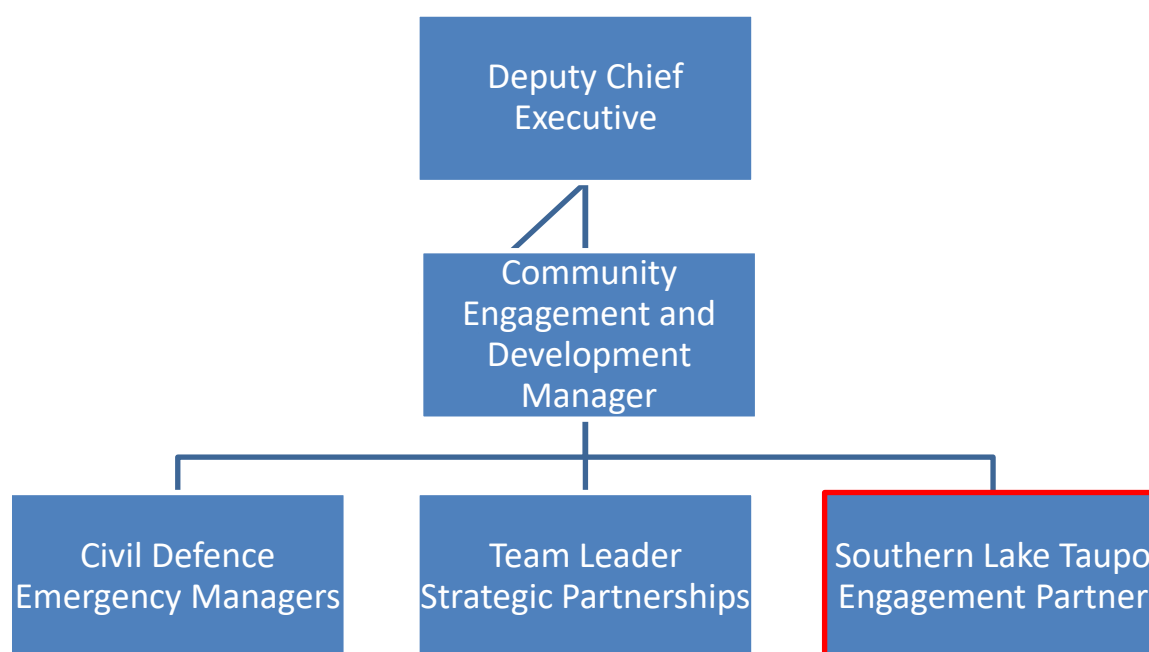 Deputy Chief
Executive
Community
Engagement and
Development
Manager
Civil Defence
Emergency Managers
Team Leader
Strategic Partnerships
Southern Lake Taupo
Engagement Partner